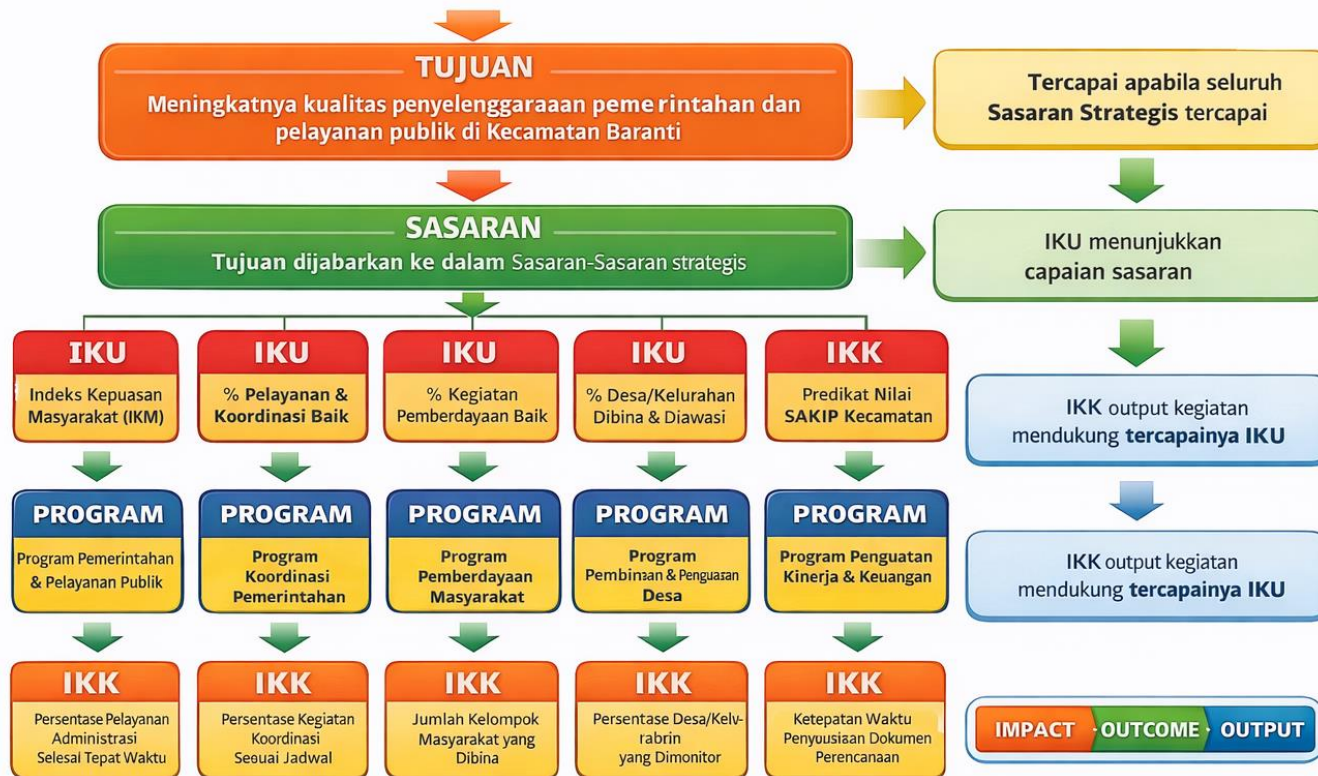 TUJUAN
Meningkatnya kualitas penyelenggaraaan peme rintahan dan
pelayanan publik di Kecamatan Baranti
Tercapai apabila seluruh
Sasaran Strategis tercapai
SASARAN
Tujuan dijabarkan ke dalam Sasaran-Sasaran strategis
IKU menunjukkan
capaian sasaran
IKU
Indeks Kepuasan
Masyarakat (IKM)
IKU
% Pelayanan &
Koordinasi Baik
IKU
% Kegiatan
Pemberdayaan Baik
IKU
% Desa/Kelurahan
Dibina & Diawasi
IKK
Predikat Nilai
SAKIP Kecamatan
IKK output kegiatan
mendukung tercapainya IKU
PROGRAM
Program Pemerintahan
& Pelayanan Publik
PROGRAM
Program
Koordinasi
Pemerintahan
PROGRAM
Program
Pemberdayaan
Masyarakat
PROGRAM
Program
Pembinaan & Penguasan
Desa
PROGRAM
Program Penguatan
Kinerja & Keuangan
IKK output kegiatan
mendukung tercapainya IKU
IKK
Persentase Pelayanan
Administrasi
Selesai Tepat Waktu
IKK
Persentase Kegiatan
Koordinasi
Sesuai Jadwal
IKK
Jumlah Kelompok
Masyarakat yang
Dibina
IKK
Persentase Desa/Kelv-
rabrin
yang Dimonitor
IKK
Ketepatan Waktu
Penyuusiaan Dokumen
Perencanaan
IMPACT · OUTCOME · OUTPUT